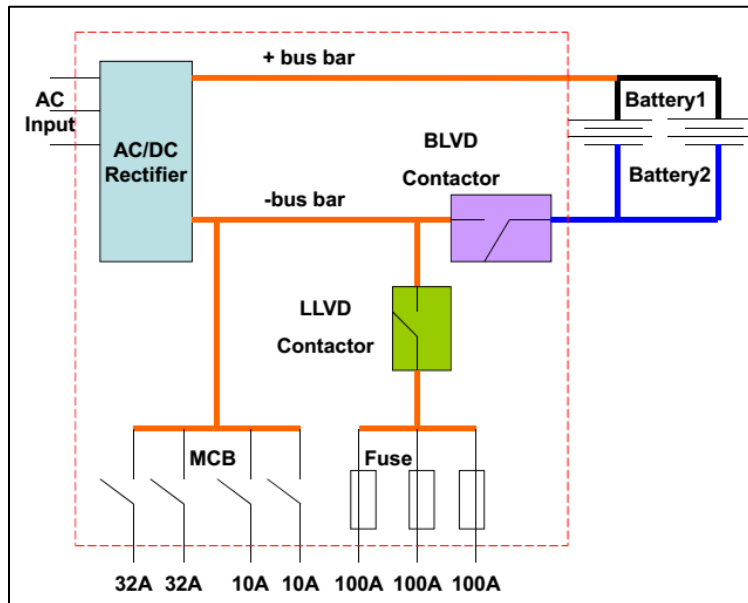 + bus bar
AC
Input
AC/DC
Rectifier
Battery1
BLVD
Contactor
Battery2
-bus bar
LLVD
Contactor
MCB
Fuse
32A 32A 10A 10A 100A 100A 100A